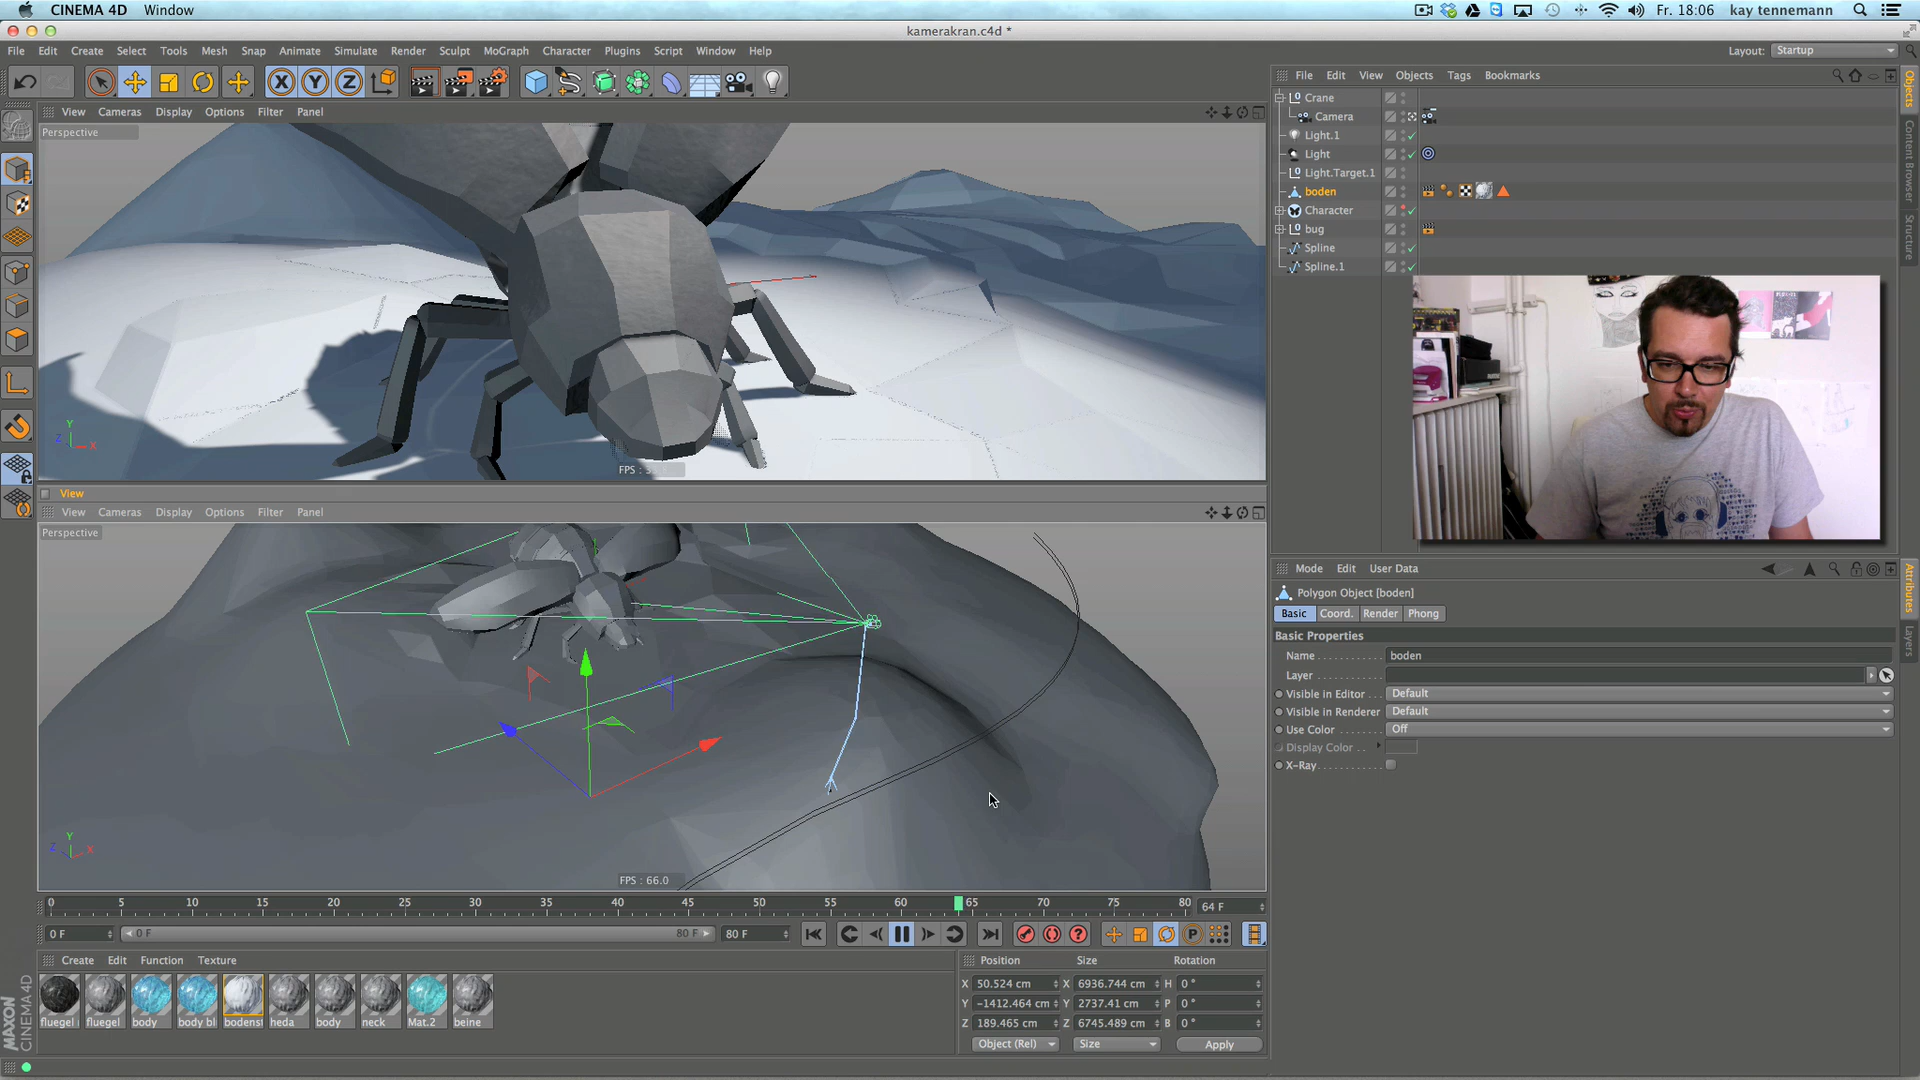 CINEMA 4D Window
Fr. 18:06 kay tennemann
kamerakran.c4d *
File Edit Create Select Tools Mesh Snap Animate Simulate Render Sculpt MoGraph Character Plugins Script Window Help
Layout: Startup
X Y Z
File Edit View Objects Tags Bookmarks
View Cameras Display Options Filter Panel
Perspective
Crane
Camera
Light.1
Light
Light.Target.1
boden
Character
bug
Spline
Spline.1
Objects
Content Browser
Structure
Y
Z X
FPS : 
View
View Cameras Display Options Filter Panel
Perspective
Y
Z X
FPS : 66.0
Mode Edit User Data
Polygon Object [boden]
Basic Coord. Render Phong
Basic Properties
Name boden
Layer
Visible in Editor Default
Visible in Renderer Default
Use Color Off
Display Color
X-Ray
Attributes
Layers
0 5 10 15 20 25 30 35 40 45 50 55 60 65 70 75 80 64 F
0 F 0 F 80 F 80 F
P
Create Edit Function Texture
fluegel fluegel body body bl bodenst heda body neck Mat.2 beine
Position Size Rotation
X 50.524 cm X 6936.744 cm H 0 °
Y -1412.464 cm Y 2737.41 cm P 0 °
Z 189.465 cm Z 6745.489 cm B 0 °
Object (Rel) Size Apply
MAXON
CINEMA 4D